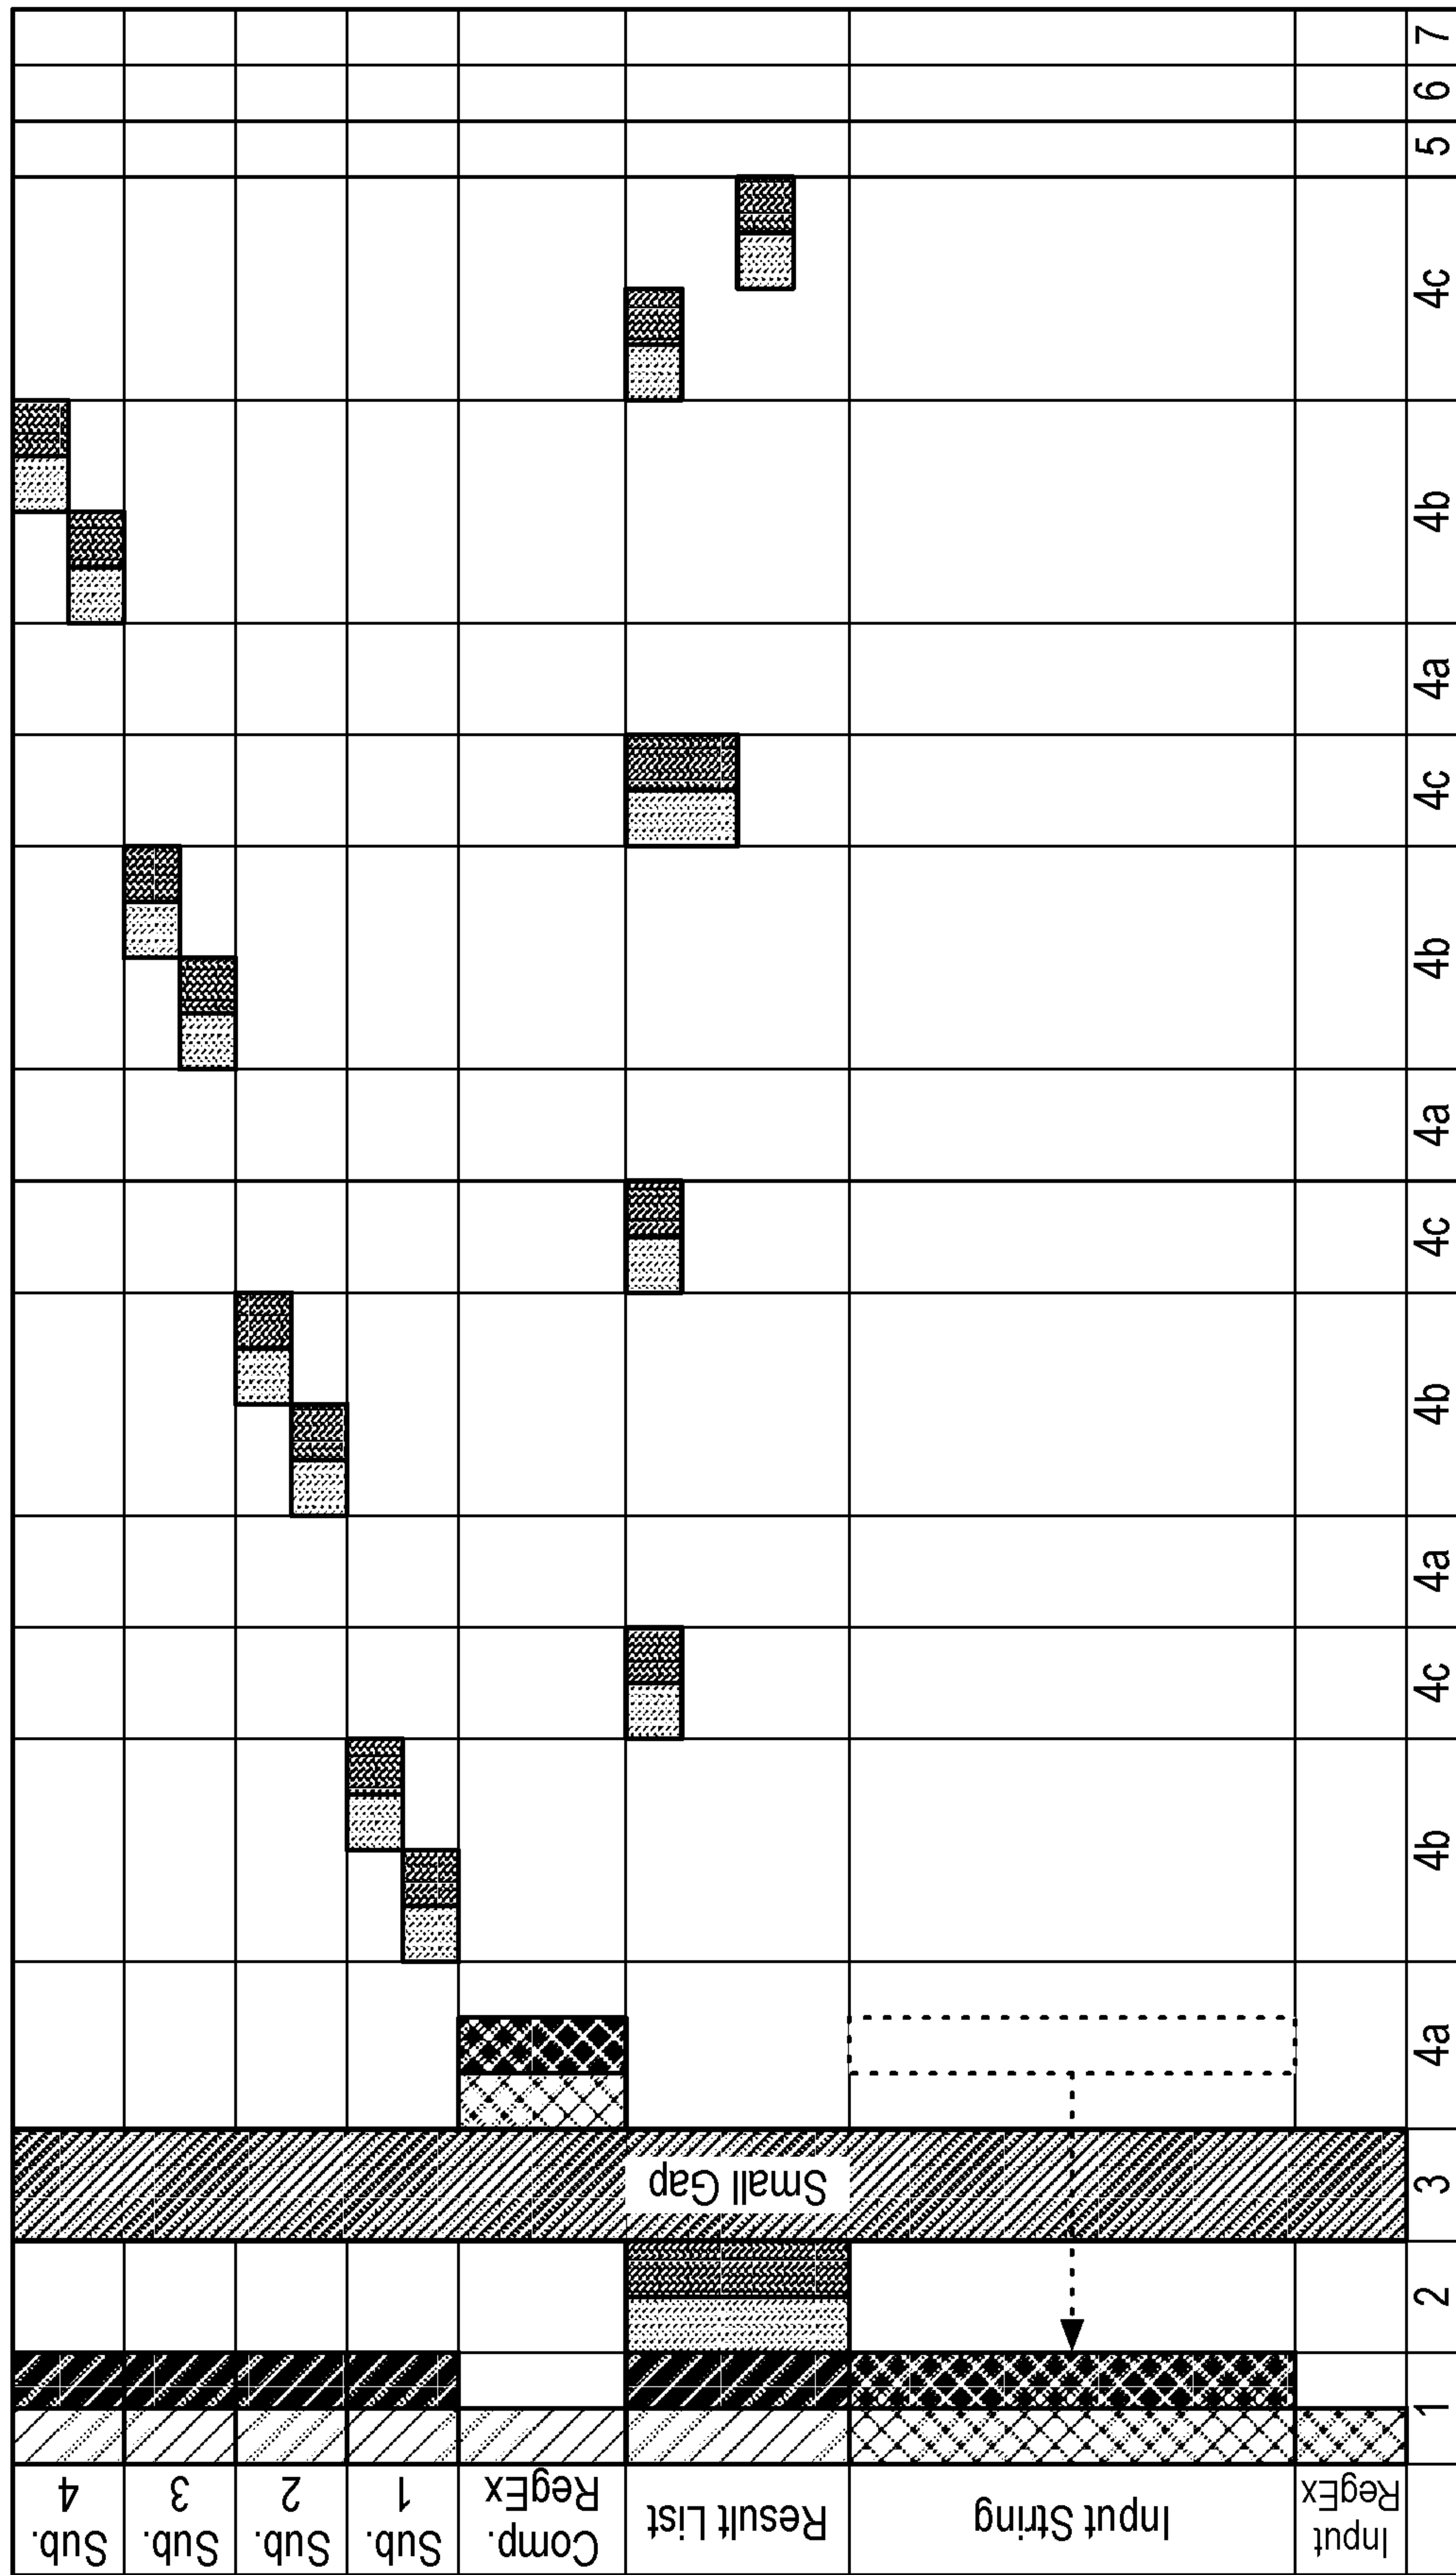 Input
RegEx
Input String
Result List
Comp.
RegEx
Sub.
1
Sub.
2
Sub.
3
Sub.
4
1
2
3
Small Gap
4a
4b
4c
4a
4b
4c
4a
4b
4c
4a
4b
4c
5
6
7